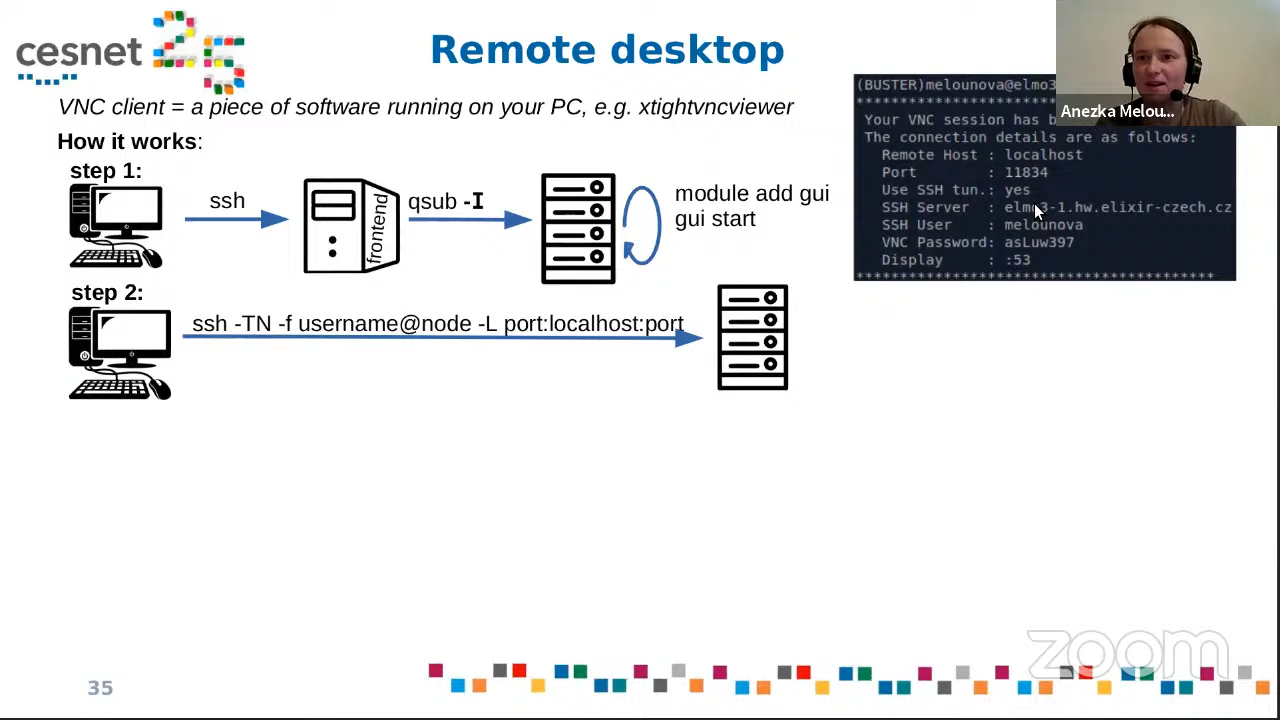 cesnet
Remote desktop
VNC client = a piece of software running on your PC, e.g. xtightvncviewer
How it works:
step 1:
ssh
frontend
qsub -I
module add gui
gui start
step 2:
ssh -TN -f username@node -L port:localhost:port
(BUSTER)melounova@elmo3
*****************************************
Your VNC session has b
The connection details are as follows:
Remote Host : localhost
Port : 11834
Use SSH tun.: yes
SSH Server : elmo3-1.hw.elixir-czech.cz
SSH User : melounova
VNC Password: asLuw397
Display : :53
*****************************************
Anezka Melou...
35
zoom